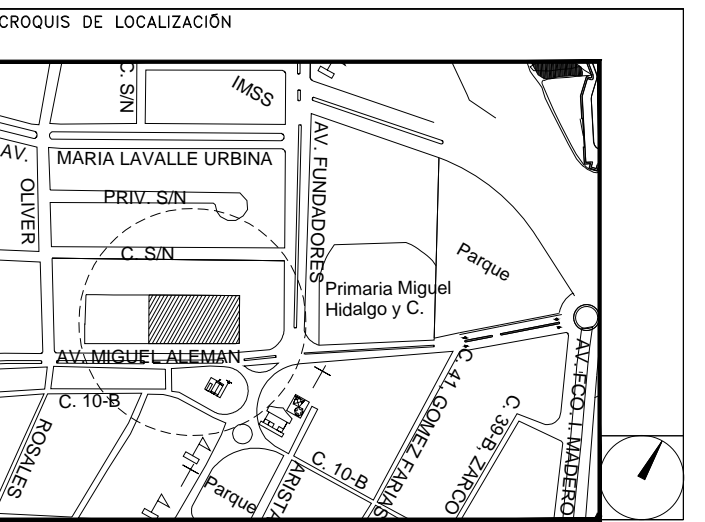 CROQUIS DE LOCALIZACIÓN
C. S/N
IMSS
AV.
MARIA LAVALLE URBINA
AV. FUNDADORES
OLIVER
PRIV. S/N
C. S/N
Parque
Primaria Miguel
Hidalgo y C.
AV. MIGUEL ALEMAN
C. 10-B
C. 41, GOMEZ FARIAS
C. 39-B, ZARCO
AV. FCO. I. MADERO
ROSALES
C. 10-B
ARISTA
Parque